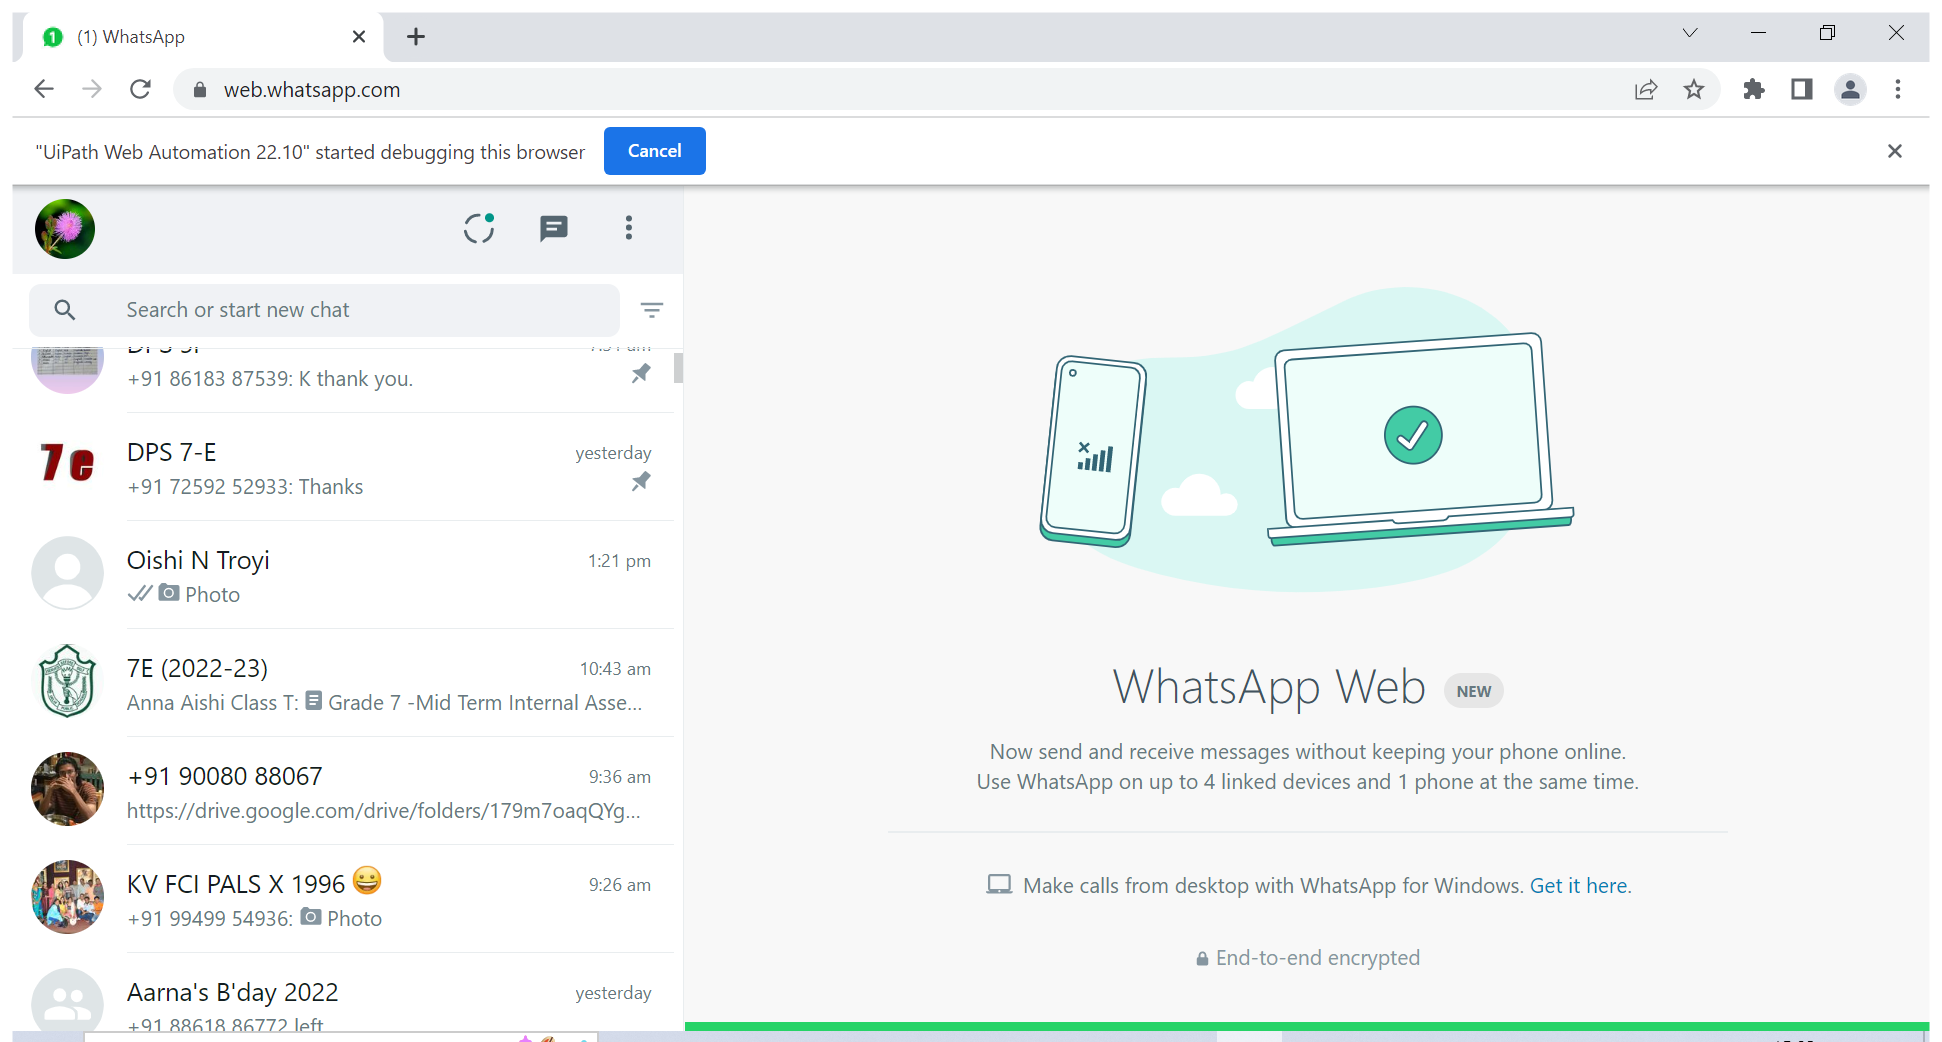 (1) WhatsApp
web.whatsapp.com
"UiPath Web Automation 22.10" started debugging this browser
Cancel
Search or start new chat
+91 86183 87539: K thank you.
7e
DPS 7-E
yesterday
+91 72592 52933: Thanks
Oishi N Troyi
1:21 pm
Photo
7E (2022-23)
10:43 am
Anna Aishi Class T: Grade 7 -Mid Term Internal Asse...
+91 90080 88067
9:36 am
https://drive.google.com/drive/folders/179m7oaqQYg...
KV FCI PALS X 1996 😀
9:26 am
+91 99499 54936: Photo
Aarna's B'day 2022
yesterday
+91 88618 86772 left
WhatsApp Web NEW
Now send and receive messages without keeping your phone online.
Use WhatsApp on up to 4 linked devices and 1 phone at the same time.
Make calls from desktop with WhatsApp for Windows. Get it here.
End-to-end encrypted